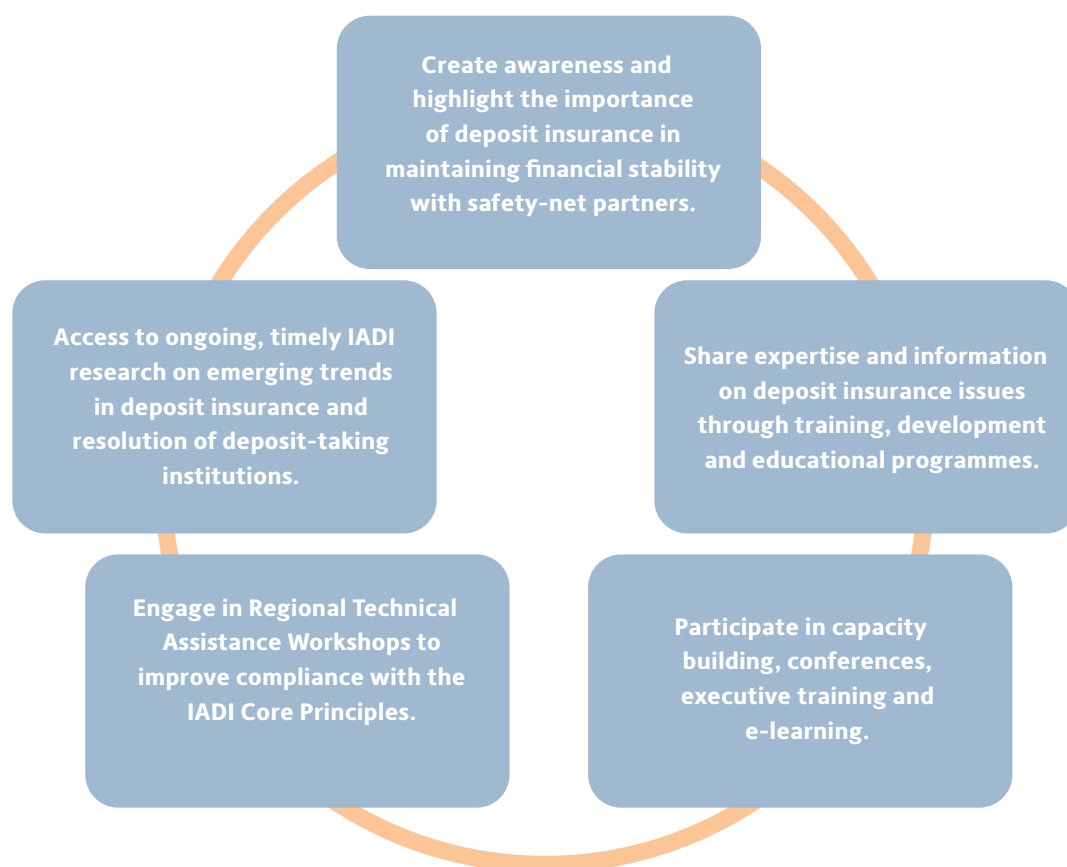 Create awareness and
highlight the importance
of deposit insurance in
maintaining financial stability
with safety-net partners.
Access to ongoing, timely IADI
research on emerging trends
in deposit insurance and
resolution of deposit-taking
institutions.
Share expertise and information
on deposit insurance issues
through training, development
and educational programmes.
Engage in Regional Technical
Assistance Workshops to
improve compliance with the
IADI Core Principles.
Participate in capacity
building, conferences,
executive training and
e-learning.